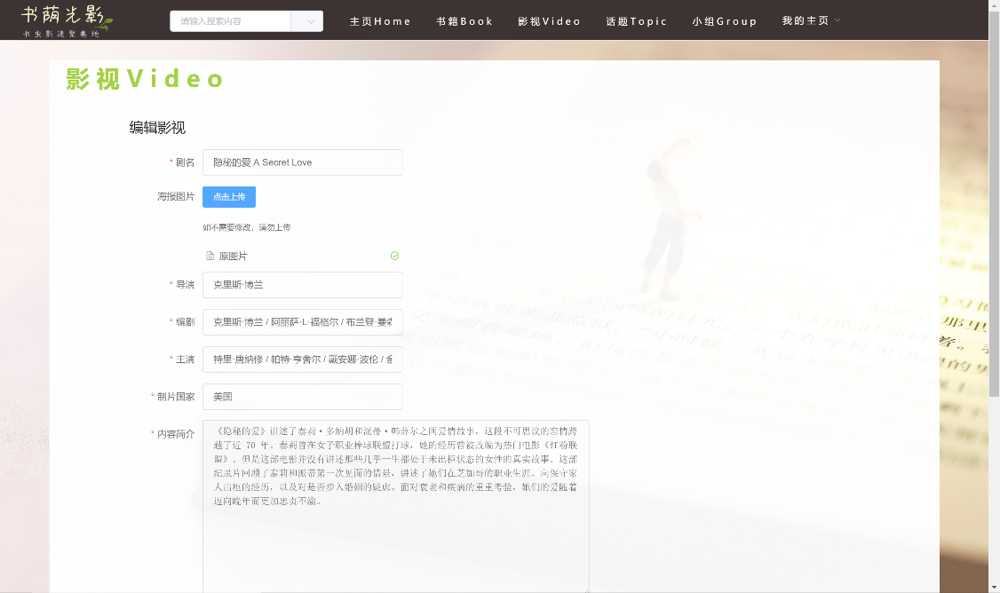 书荫光影
书虫影迷聚集地
请输入搜索内容
主页Home
书籍Book
影视Video
话题Topic
小组Group
我的主页
影视Video
编辑影视
* 剧名
隐秘的爱 A Secret Love
海报图片
点击上传
如不需要修改，请勿上传
原图片
* 导演
克里斯·博兰
* 编剧
克里斯·博兰 / 阿丽萨·L·福格尔 / 布兰登·曼
* 主演
特里·唐纳修 / 帕特·亨舍尔 / 戴安娜·波伦 /
* 制片国家
美国
* 内容简介
《隐秘的爱》讲述了泰莉·多纳胡和派蒂·韩薛尔之间爱情故事，这段不可思议的恋情跨
越了近 70 年。泰莉曾在女子职业棒球联盟打球，她的经历曾被改编为热门电影《红粉联
盟》。但是这部电影并没有讲述那些几乎一生都处于未出柜状态的女性的真实故事。这部
纪录片回顾了泰莉和派蒂第一次见面的情景，讲述了她们在芝加哥的职业生涯、向保守家
人出柜的经历，以及对是否步入婚姻的疑虑。面对衰老和疾病的重重考验，她们的爱随着
迈向晚年而更加忠贞不渝。